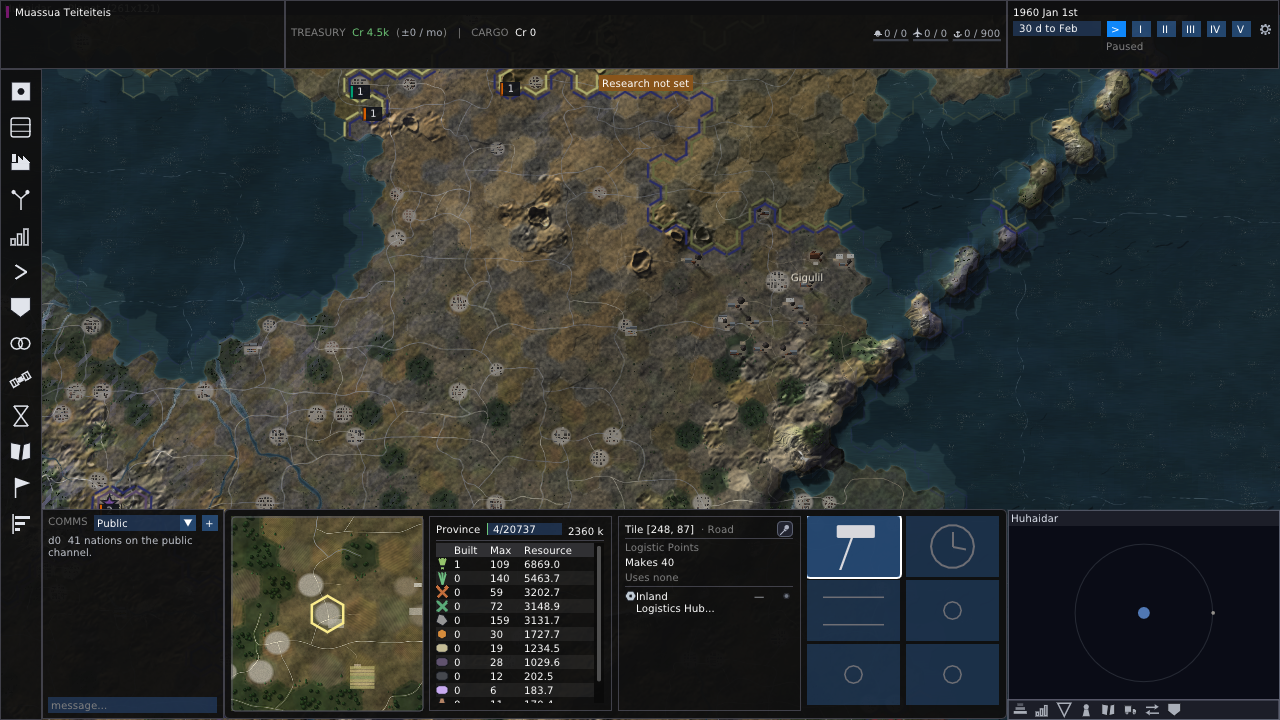 Muassua Teiteiteis
TREASURY Cr 4.5k (±0 / mo) | CARGO Cr 0
0 / 0 0 / 0 0 / 900
1960 Jan 1st
30 d to Feb > I II III IV V
Paused
1
1
1
Research not set
Gigulil
COMMS Public +
d0 41 nations on the public
channel.
message...
Province 4/20737 2360 k
Built Max Resource
1 109 6869.0
0 140 5463.7
0 59 3202.7
0 72 3148.9
0 159 3131.7
0 30 1727.7
0 19 1234.5
0 28 1029.6
0 12 202.5
0 6 183.7
Tile [248, 87] · Road
Logistic Points
Makes 40
Uses none
Inland —
Logistics Hub...
Huhaidar